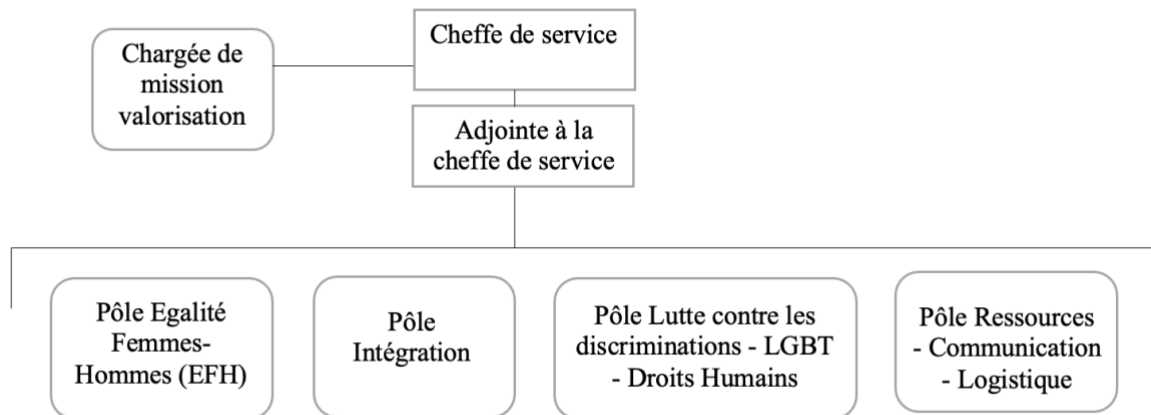 Cheffe de service
Chargée de
mission
valorisation
Adjointe à la
cheffe de service
Pôle Egalité
Femmes-
Hommes (EFH)
Pôle
Intégration
Pôle Lutte contre les
discriminations - LGBT
- Droits Humains
Pôle Ressources
- Communication
- Logistique